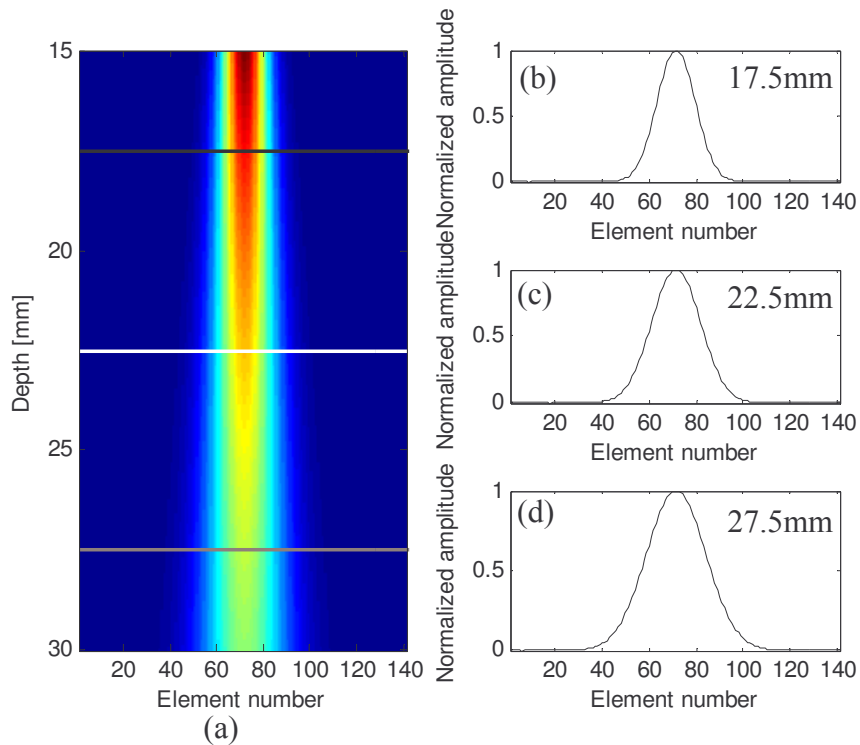 15
20
25
30
Depth [mm]
20 40 60 80 100 120 140
Element number
(a)
Normalized amplitude
1
0.5
0
(b)
17.5mm
20 40 60 80 100 120 140
Element number
Normalized amplitude
1
0.5
0
(c)
22.5mm
20 40 60 80 100 120 140
Element number
Normalized amplitude
1
0.5
0
(d)
27.5mm
20 40 60 80 100 120 140
Element number